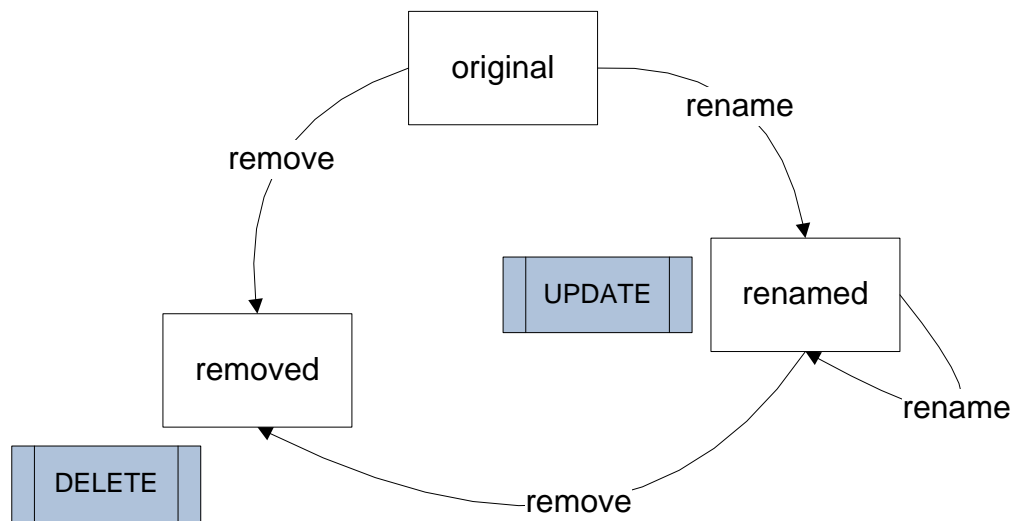 original
rename
remove
UPDATE
renamed
removed
rename
DELETE
remove